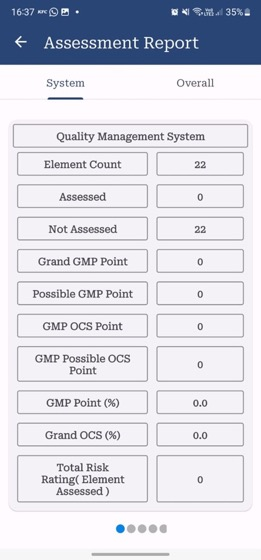 16:37 KFC 35%
Assessment Report
System Overall
Quality Management System
Element Count 22
Assessed 0
Not Assessed 22
Grand GMP Point 0
Possible GMP Point 0
GMP OCS Point 0
GMP Possible OCS
Point 0
GMP Point (%) 0.0
Grand OCS (%) 0.0
Total Risk
Rating( Element 0
Assessed )